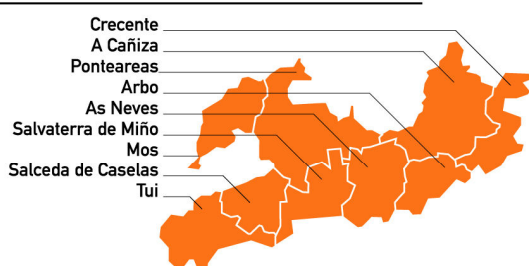 Crecente
A Cañiza
Ponteareas
Arbo
As Neves
Salvaterra de Miño
Mos
Salceda de Caselas
Tui